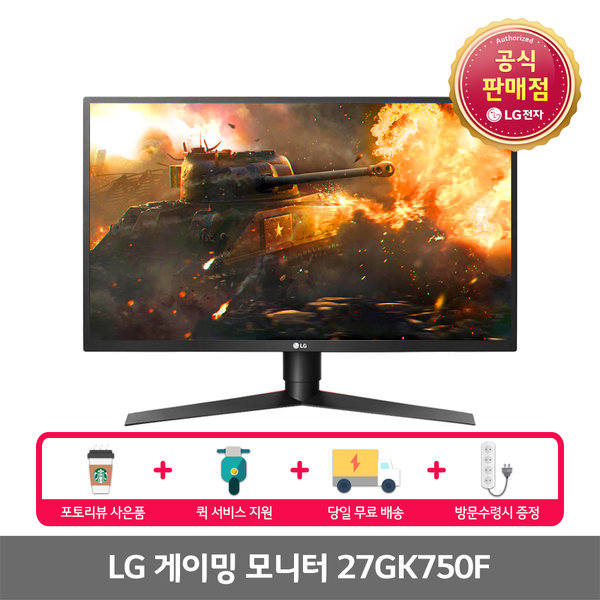 Authorized
공식
판매점
LG전자
LG
포토리뷰 사은품
퀵 서비스 지원
당일 무료 배송
방문수령시 증정
LG 게이밍 모니터 27GK750F